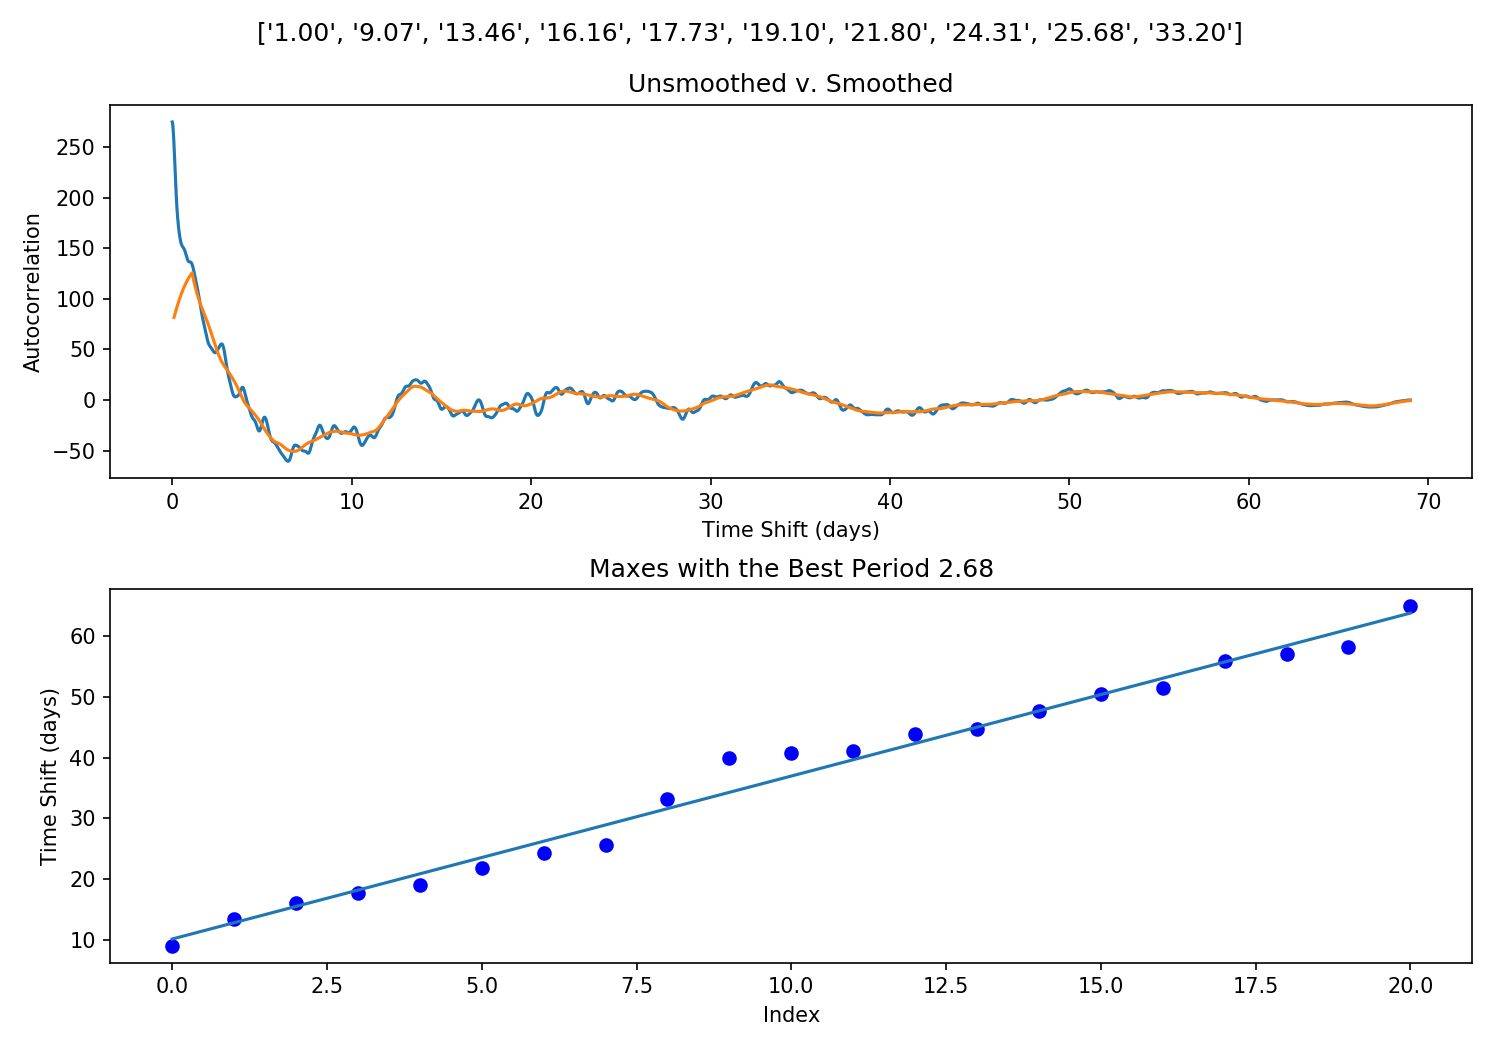 ['1.00', '9.07', '13.46', '16.16', '17.73', '19.10', '21.80', '24.31', '25.68', '33.20']
Unsmoothed v. Smoothed
Autocorrelation
250
200
150
100
50
0
−50
0 10 20 30 40 50 60 70
Time Shift (days)
Maxes with the Best Period 2.68
Time Shift (days)
60
50
40
30
20
10
0.0 2.5 5.0 7.5 10.0 12.5 15.0 17.5 20.0
Index